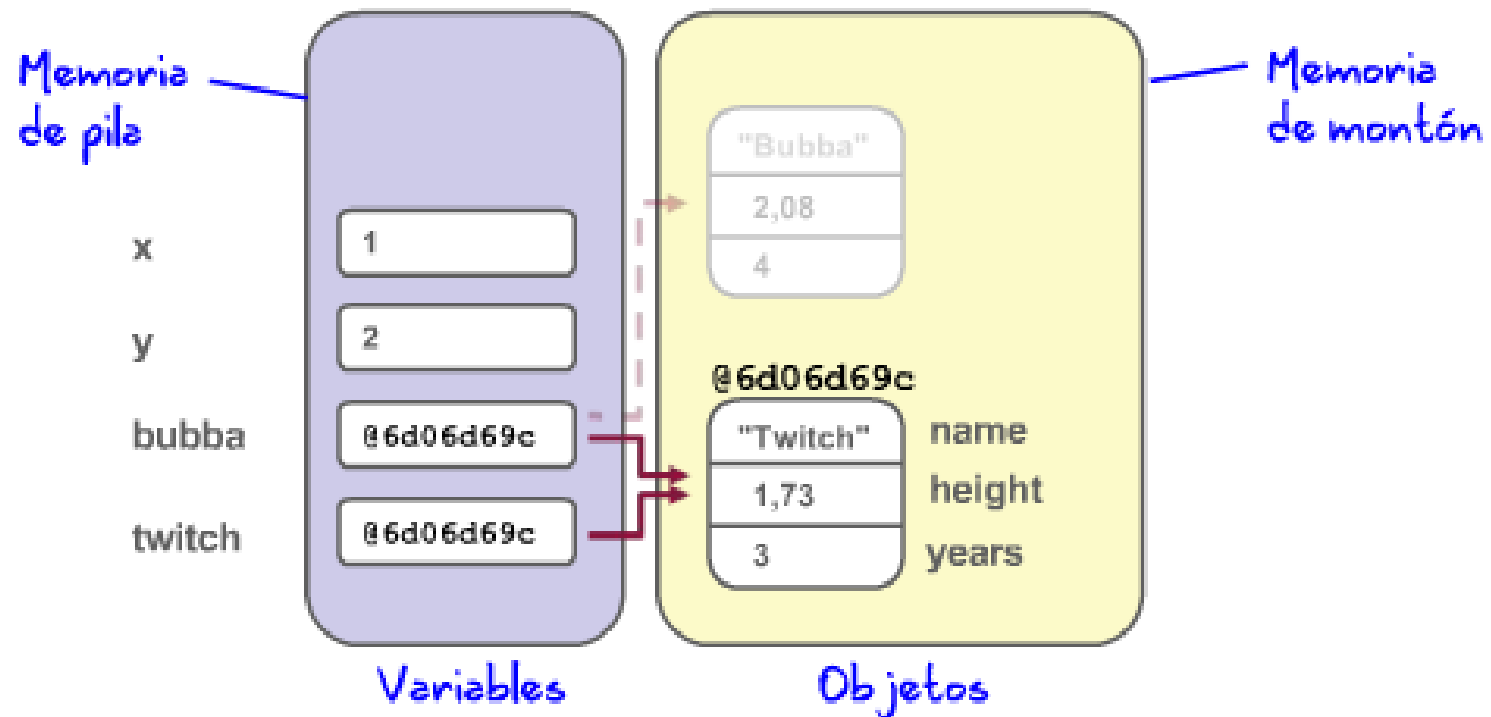 Memoria
de pila
Memoria
de montón
"Bubba"
2,08
4
x
1
y
2
@6d06d69c
bubba
@6d06d69c
"Twitch"
name
1,73
height
twitch
@6d06d69c
3
years
Variables
Objetos